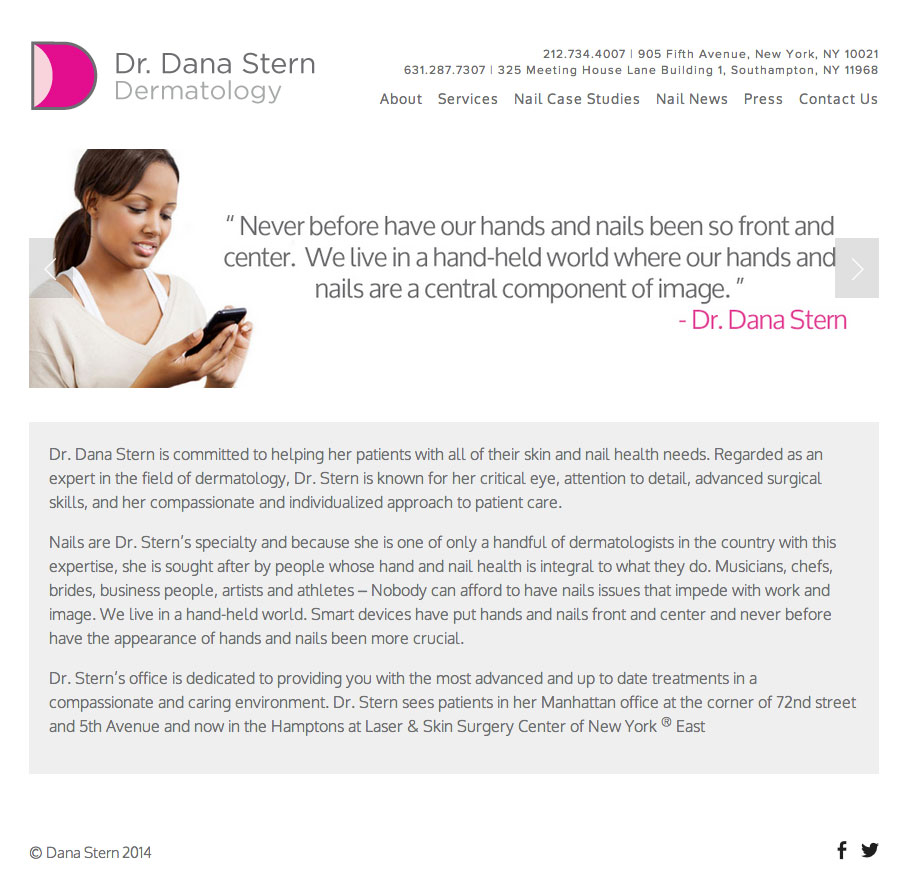 Dr. Dana Stern
Dermatology
212.734.4007 | 905 Fifth Avenue, New York, NY 10021
631.287.7307 | 325 Meeting House Lane Building 1, Southampton, NY 11968
About Services Nail Case Studies Nail News Press Contact Us
“ Never before have our hands and nails been so front and
center. We live in a hand-held world where our hands and
nails are a central component of image. ”
- Dr. Dana Stern
Dr. Dana Stern is committed to helping her patients with all of their skin and nail health needs. Regarded as an
expert in the field of dermatology, Dr. Stern is known for her critical eye, attention to detail, advanced surgical
skills, and her compassionate and individualized approach to patient care.
Nails are Dr. Stern’s specialty and because she is one of only a handful of dermatologists in the country with this
expertise, she is sought after by people whose hand and nail health is integral to what they do. Musicians, chefs,
brides, business people, artists and athletes – Nobody can afford to have nails issues that impede with work and
image. We live in a hand-held world. Smart devices have put hands and nails front and center and never before
have the appearance of hands and nails been more crucial.
Dr. Stern’s office is dedicated to providing you with the most advanced and up to date treatments in a
compassionate and caring environment. Dr. Stern sees patients in her Manhattan office at the corner of 72nd street
and 5th Avenue and now in the Hamptons at Laser & Skin Surgery Center of New York ® East
© Dana Stern 2014